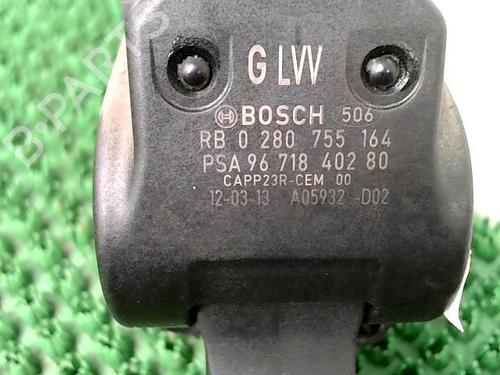 G LVV
BOSCH 506
RB 0 280 755 164
PSA 96 718 402 80
CAPP23R-CEM 00
12-03-13 A05932 -D02
B-PARTS